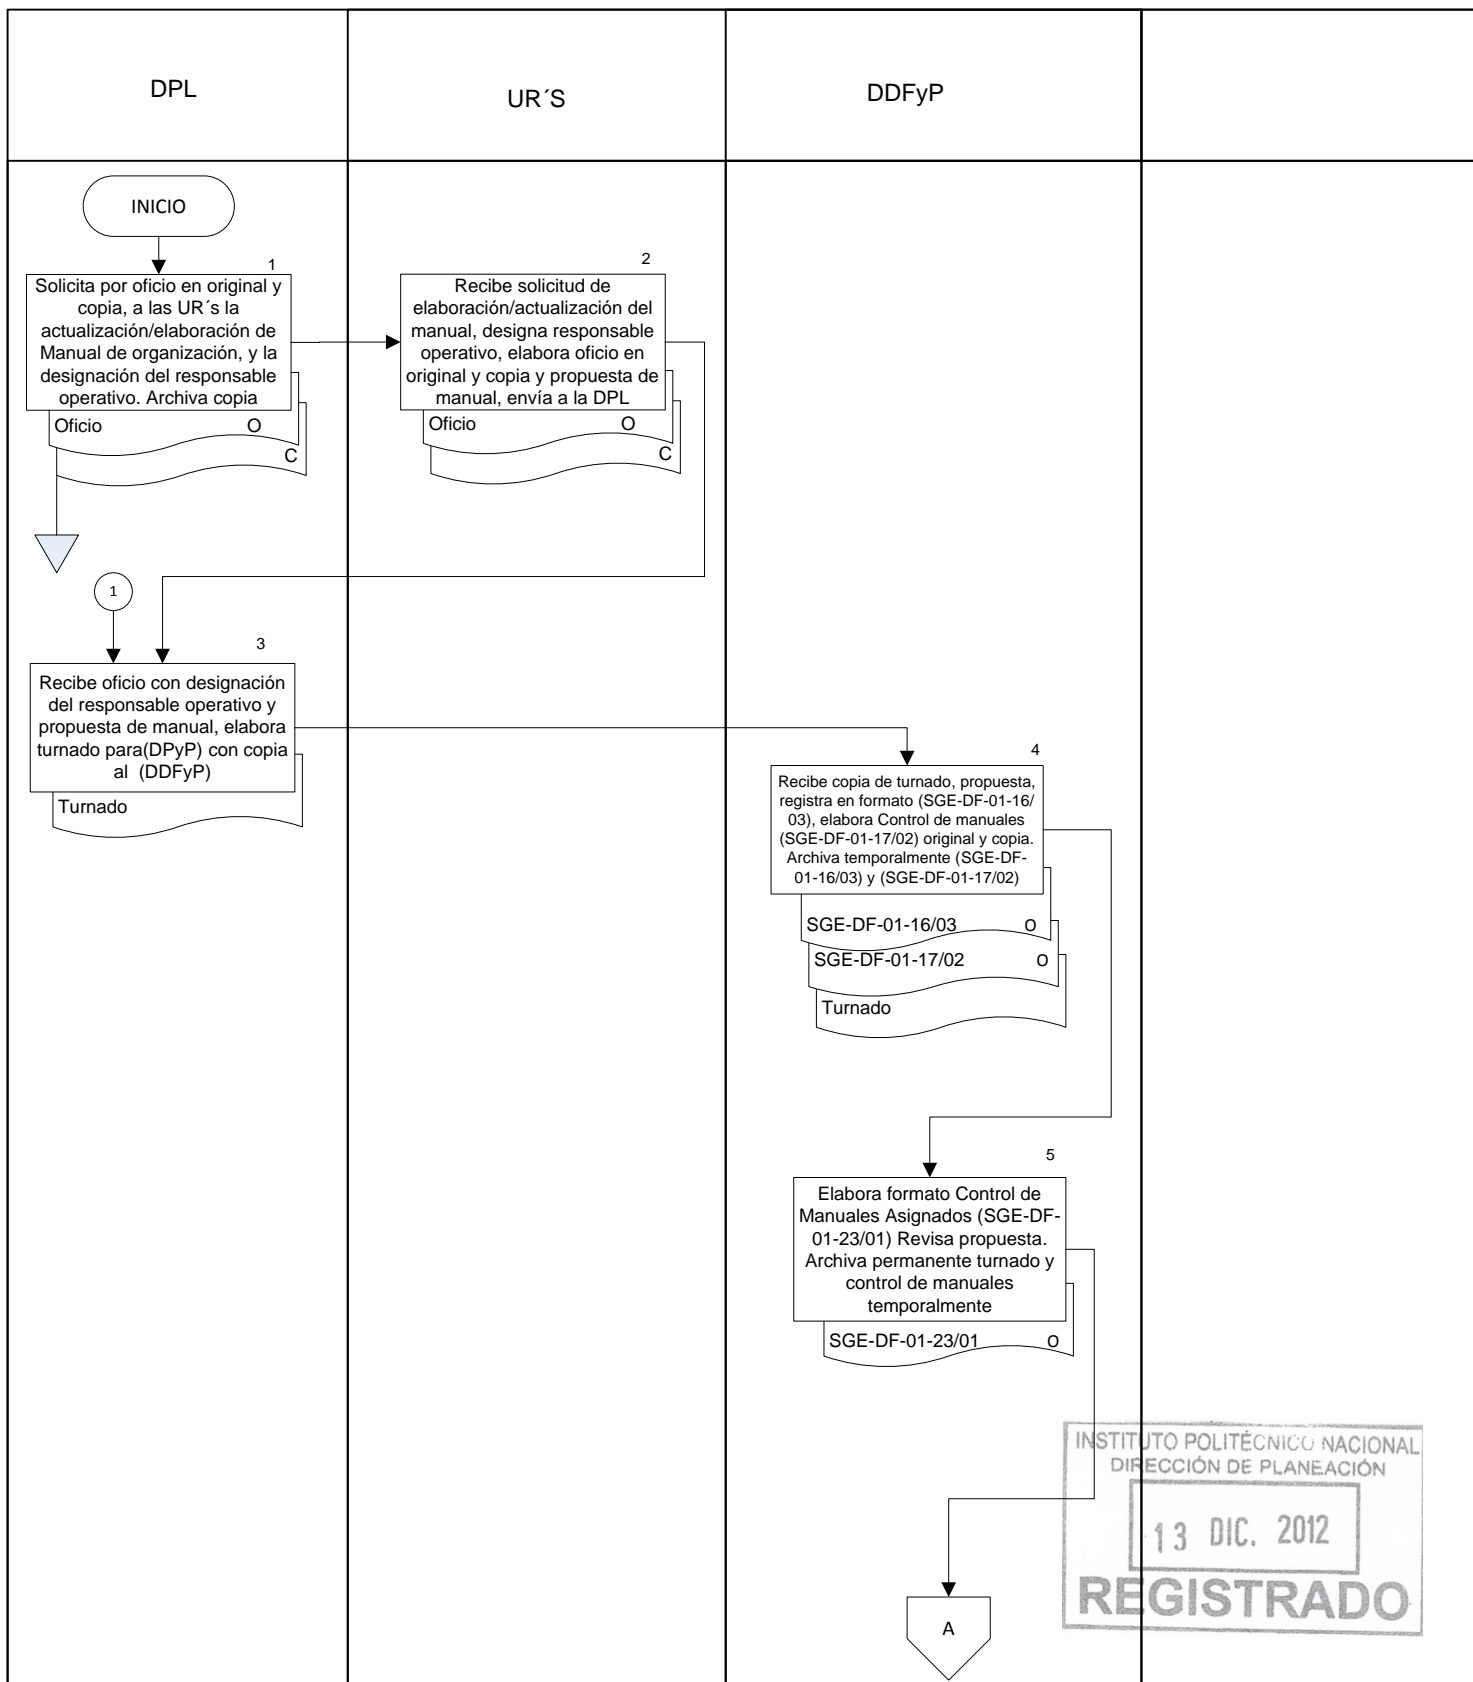 DPL
UR´S
DDFyP
INICIO
1
Solicita por oficio en original y
copia, a las UR´s la
actualización/elaboración de
Manual de organización, y la
designación del responsable
operativo. Archiva copia
Oficio O
C
2
Recibe solicitud de
elaboración/actualización del
manual, designa responsable
operativo, elabora oficio en
original y copia y propuesta de
manual, envía a la DPL
Oficio O
C
1
3
Recibe oficio con designación
del responsable operativo y
propuesta de manual, elabora
turnado para(DPyP) con copia
al (DDFyP)
Turnado
4
Recibe copia de turnado, propuesta,
registra en formato (SGE-DF-01-16/
03), elabora Control de manuales
(SGE-DF-01-17/02) original y copia.
Archiva temporalmente (SGE-DF-
01-16/03) y (SGE-DF-01-17/02)
SGE-DF-01-16/03 O
SGE-DF-01-17/02 O
Turnado
5
Elabora formato Control de
Manuales Asignados (SGE-DF-
01-23/01) Revisa propuesta.
Archiva permanente turnado y
control de manuales
temporalmente
SGE-DF-01-23/01 O
A
INSTITUTO POLITÉCNICO NACIONAL
DIRECCIÓN DE PLANEACIÓN
13 DIC. 2012
REGISTRADO